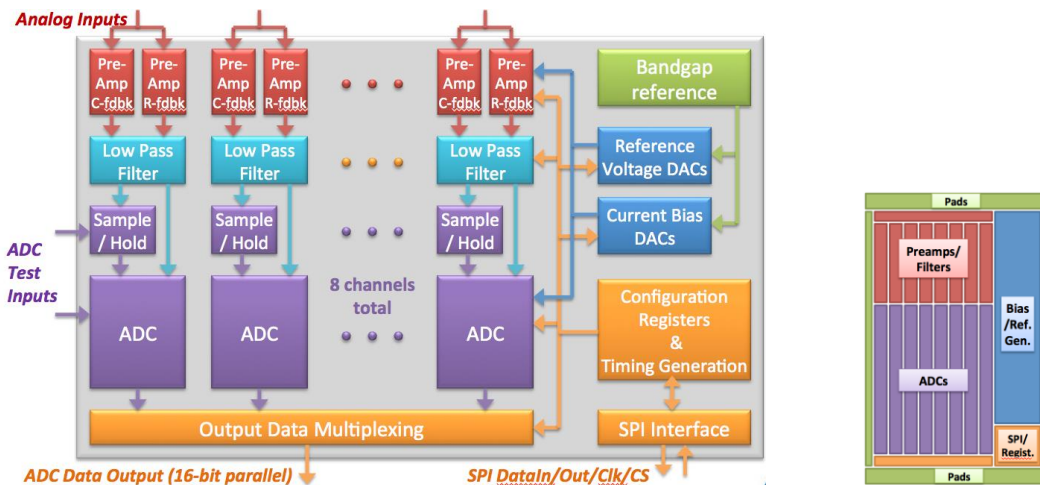 Analog Inputs
Pre-
Amp
C-fdbk
Pre-
Amp
R-fdbk
Pre-
Amp
C-fdbk
Pre-
Amp
R-fdbk
Pre-
Amp
C-fdbk
Pre-
Amp
R-fdbk
Bandgap
reference
Low Pass
Filter
Low Pass
Filter
Low Pass
Filter
Reference
Voltage DACs
Sample
/ Hold
Sample
/ Hold
Sample
/ Hold
Current Bias
DACs
ADC
Test
Inputs
ADC
ADC
8 channels
total
ADC
Configuration
Registers
&
Timing Generation
Output Data Multiplexing
SPI Interface
ADC Data Output (16-bit parallel)
SPI DataIn/Out/Clk/CS
Pads
Preamps/
Filters
Bias
/Ref.
Gen.
ADCs
SPI/
Regist.
Pads